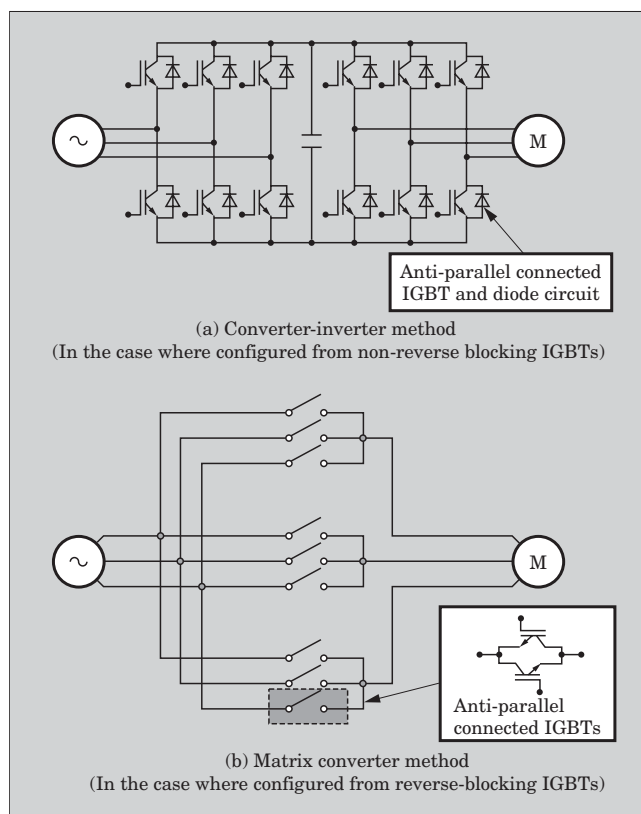 M
Anti-parallel connected
IGBT and diode circuit
(a) Converter-inverter method
(In the case where configured from non-reverse blocking IGBTs)
M
Anti-parallel
connected IGBTs
(b) Matrix converter method
(In the case where configured from reverse-blocking IGBTs)